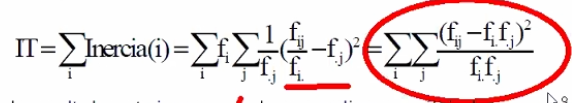 IT=∑Inercia(i)=∑f_i∑ 1/f_.j (f_ij/f_i. −f_.j)²=∑∑ (f_ij−f_i.f_.j)²/f_i.f_.j
i i j i j